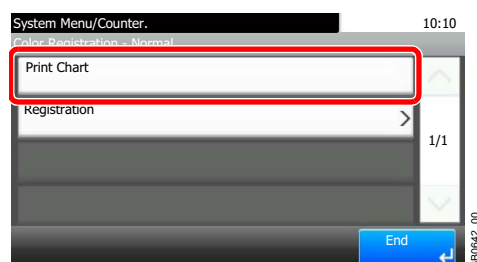 System Menu/Counter. 10:10
Color Registration - Normal
Print Chart
Registration
1/1
End